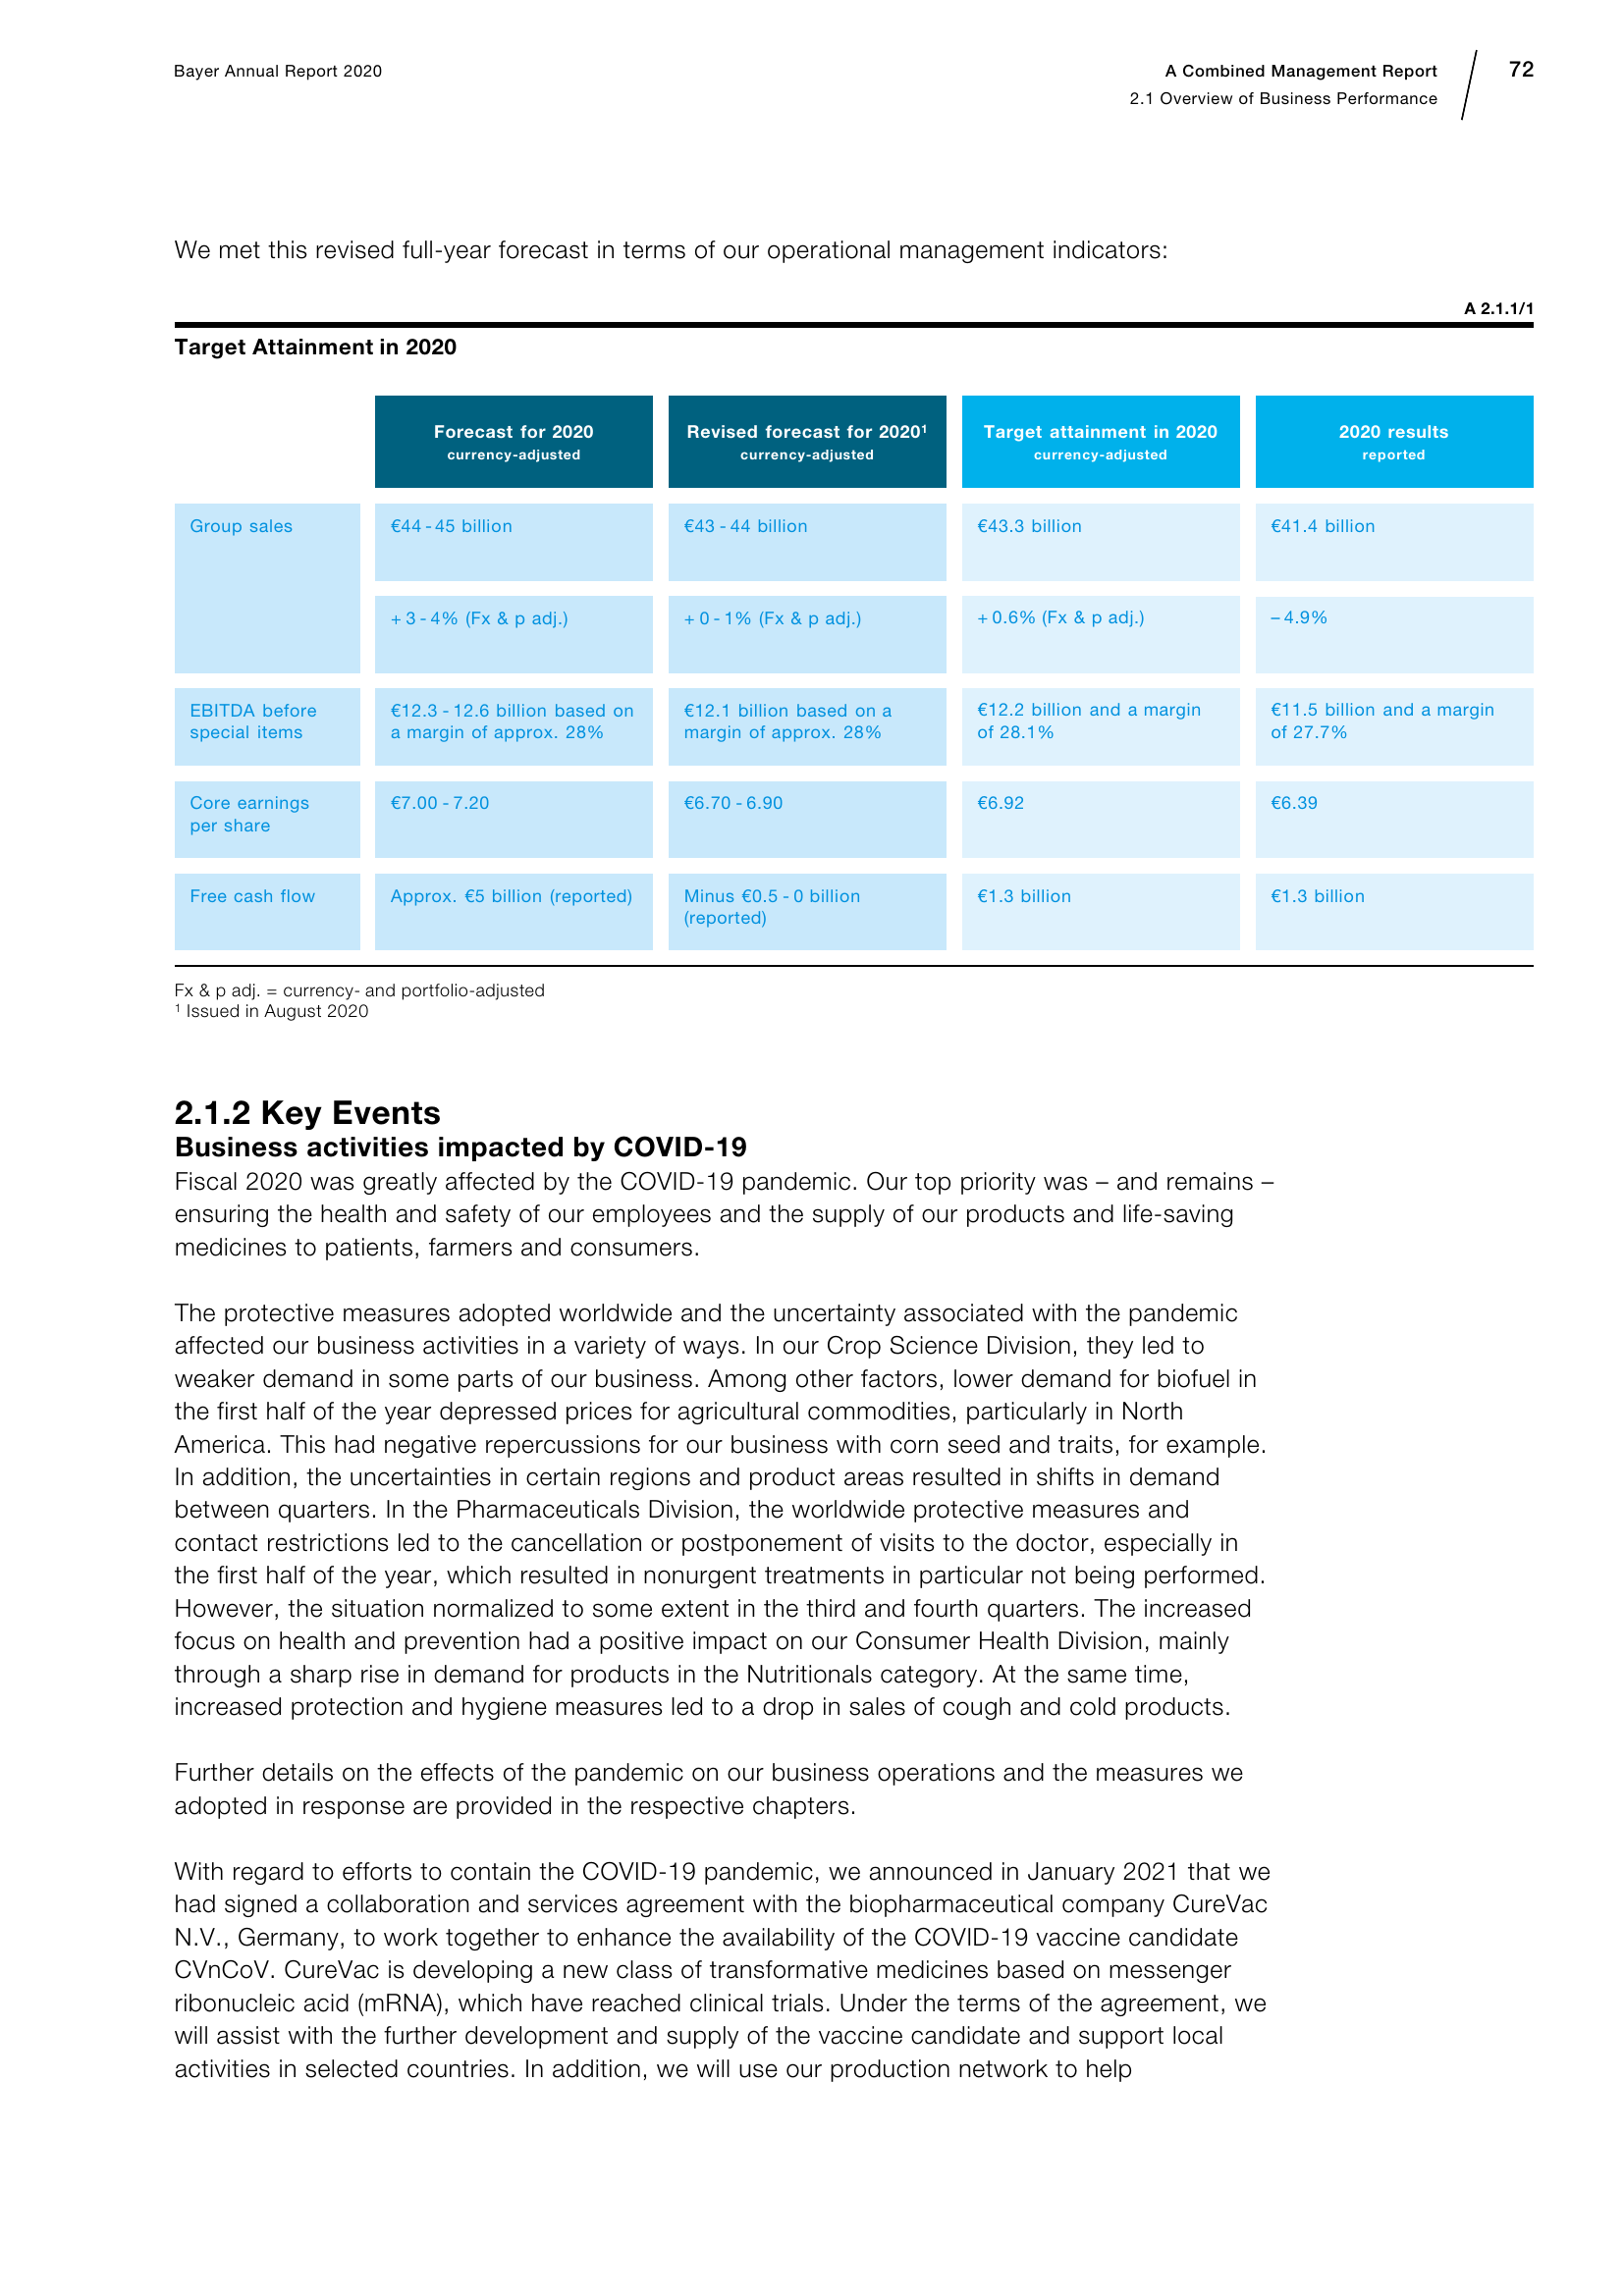 Bayer Annual Report 2020
A Combined Management Report
2.1 Overview of Business Performance
72
We met this revised full-year forecast in terms of our operational management indicators:
A 2.1.1/1
Target Attainment in 2020
Forecast for 2020
currency-adjusted
Revised forecast for 2020¹
currency-adjusted
Target attainment in 2020
currency-adjusted
2020 results
reported
Group sales
€44 - 45 billion
€43 - 44 billion
€43.3 billion
€41.4 billion
+ 3 - 4% (Fx & p adj.)
+ 0 - 1% (Fx & p adj.)
+ 0.6% (Fx & p adj.)
– 4.9%
EBITDA before
special items
€12.3 - 12.6 billion based on
a margin of approx. 28%
€12.1 billion based on a
margin of approx. 28%
€12.2 billion and a margin
of 28.1%
€11.5 billion and a margin
of 27.7%
Core earnings
per share
€7.00 - 7.20
€6.70 - 6.90
€6.92
€6.39
Free cash flow
Approx. €5 billion (reported)
Minus €0.5 - 0 billion
(reported)
€1.3 billion
€1.3 billion
Fx & p adj. = currency- and portfolio-adjusted
¹ Issued in August 2020
2.1.2 Key Events
Business activities impacted by COVID-19
Fiscal 2020 was greatly affected by the COVID-19 pandemic. Our top priority was – and remains –
ensuring the health and safety of our employees and the supply of our products and life-saving
medicines to patients, farmers and consumers.
The protective measures adopted worldwide and the uncertainty associated with the pandemic
affected our business activities in a variety of ways. In our Crop Science Division, they led to
weaker demand in some parts of our business. Among other factors, lower demand for biofuel in
the first half of the year depressed prices for agricultural commodities, particularly in North
America. This had negative repercussions for our business with corn seed and traits, for example.
In addition, the uncertainties in certain regions and product areas resulted in shifts in demand
between quarters. In the Pharmaceuticals Division, the worldwide protective measures and
contact restrictions led to the cancellation or postponement of visits to the doctor, especially in
the first half of the year, which resulted in nonurgent treatments in particular not being performed.
However, the situation normalized to some extent in the third and fourth quarters. The increased
focus on health and prevention had a positive impact on our Consumer Health Division, mainly
through a sharp rise in demand for products in the Nutritionals category. At the same time,
increased protection and hygiene measures led to a drop in sales of cough and cold products.
Further details on the effects of the pandemic on our business operations and the measures we
adopted in response are provided in the respective chapters.
With regard to efforts to contain the COVID-19 pandemic, we announced in January 2021 that we
had signed a collaboration and services agreement with the biopharmaceutical company CureVac
N.V., Germany, to work together to enhance the availability of the COVID-19 vaccine candidate
CVnCoV. CureVac is developing a new class of transformative medicines based on messenger
ribonucleic acid (mRNA), which have reached clinical trials. Under the terms of the agreement, we
will assist with the further development and supply of the vaccine candidate and support local
activities in selected countries. In addition, we will use our production network to help